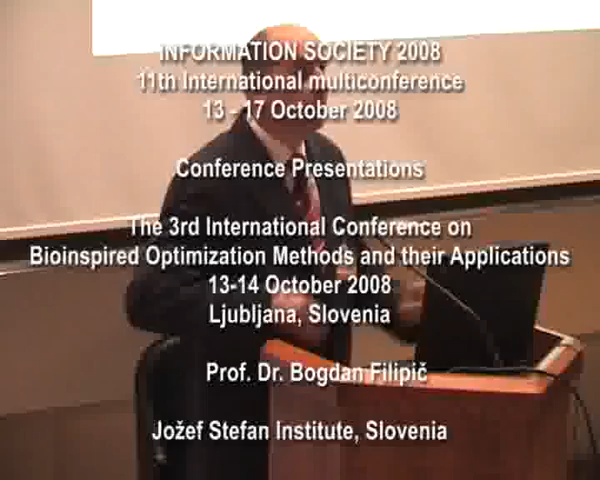 INFORMATION SOCIETY 2008
11th International multiconference
13 - 17 October 2008
Conference Presentations
The 3rd International Conference on
Bioinspired Optimization Methods and their Applications
13-14 October 2008
Ljubljana, Slovenia
Prof. Dr. Bogdan Filipič
Jožef Stefan Institute, Slovenia